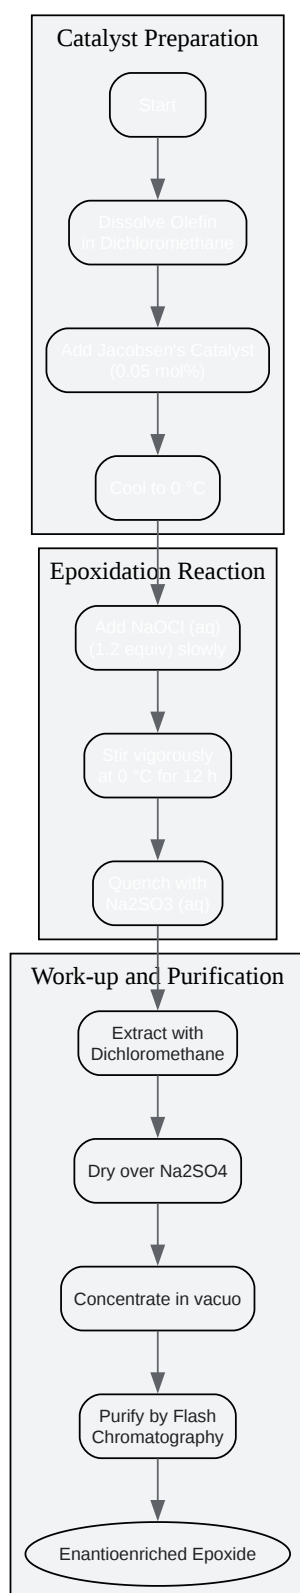 Catalyst Preparation
Start
Dissolve Olefin
in Dichloromethane
Add Jacobsen's Catalyst
(0.05 mol%)
Cool to 0 °C
Epoxidation Reaction
Add NaOCl (aq)
(1.2 equiv) slowly
Stir vigorously
at 0 °C for 12 h
Quench with
Na2SO3 (aq)
Work-up and Purification
Extract with
Dichloromethane
Dry over Na2SO4
Concentrate in vacuo
Purify by Flash
Chromatography
Enantioenriched Epoxide